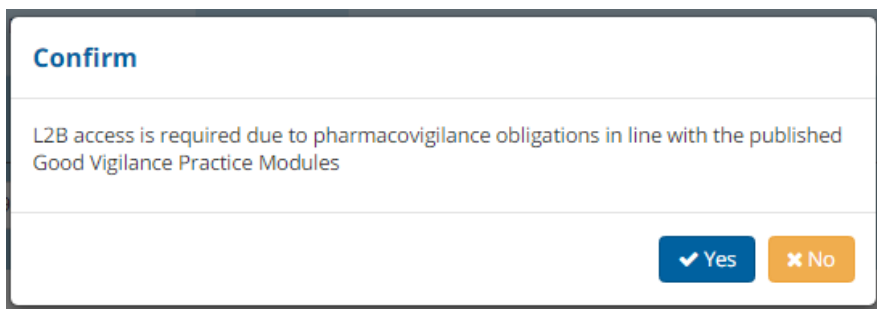 Confirm
L2B access is required due to pharmacovigilance obligations in line with the published
Good Vigilance Practice Modules
Yes
No